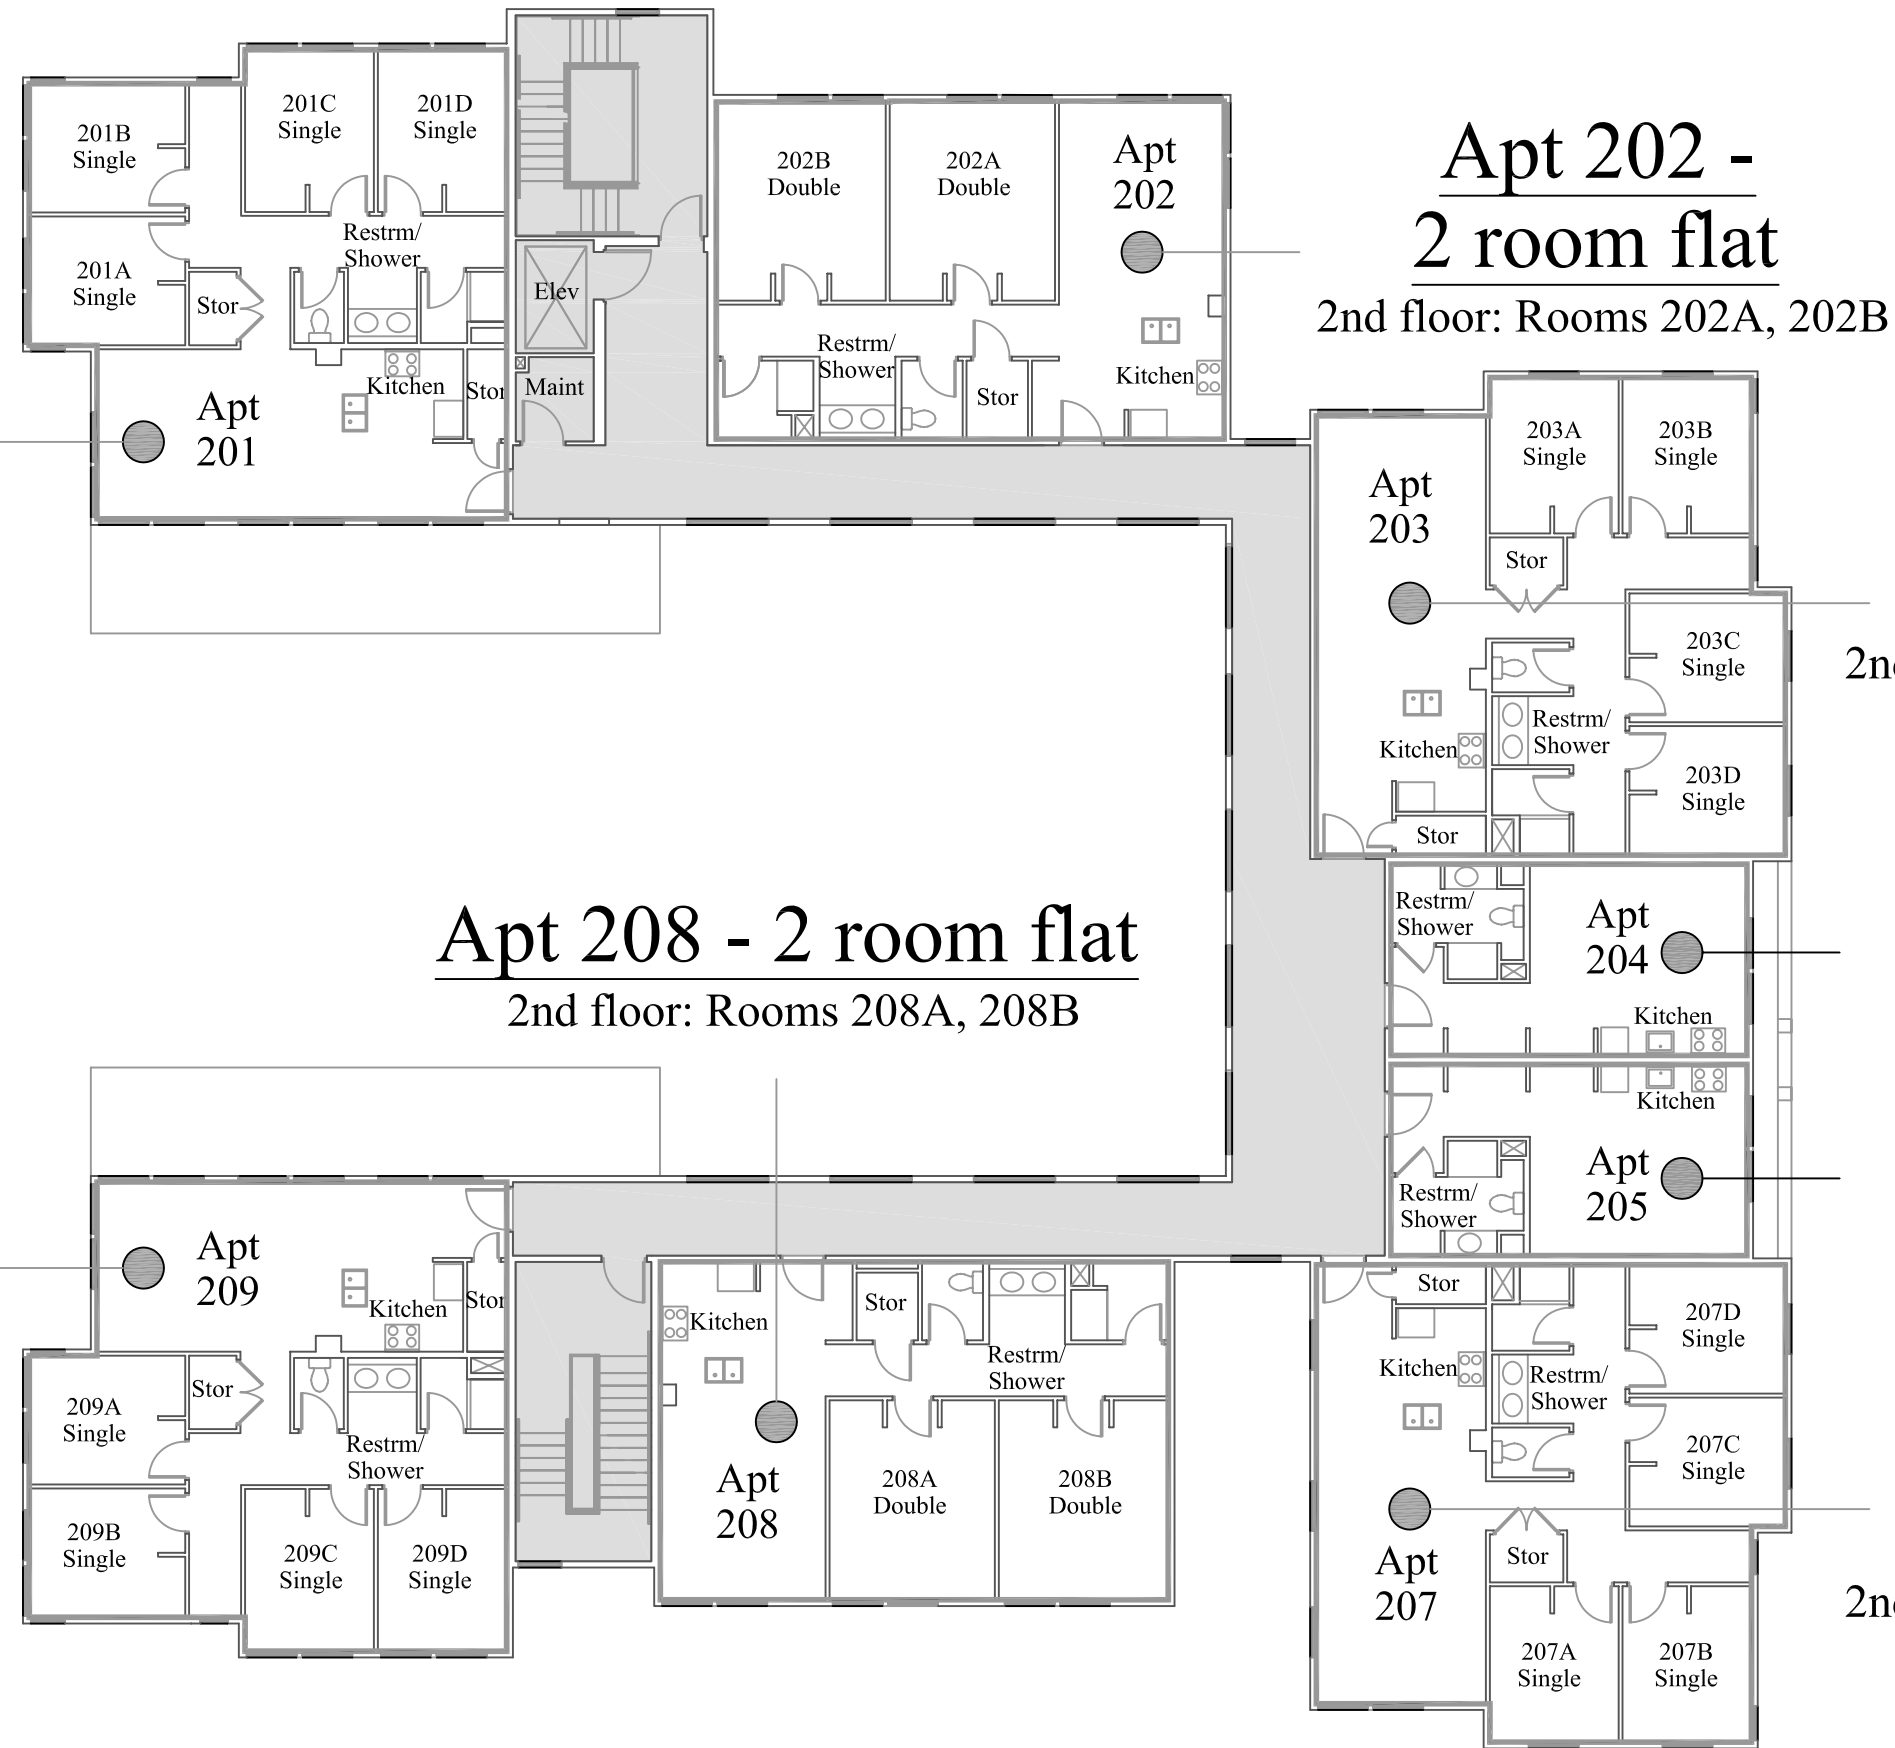 201B
Single
201C
Single
201D
Single
201A
Single
Restrm/
Shower
Stor
Kitchen
Stor
Apt
201
Elev
Maint
202B
Double
202A
Double
Apt
202
Restrm/
Shower
Stor
Kitchen
Apt 202 -
2 room flat
2nd floor: Rooms 202A, 202B
203A
Single
203B
Single
Apt
203
Stor
203C
Single
Restrm/
Shower
Kitchen
203D
Single
Stor
Restrm/
Shower
Apt
204
Kitchen
Kitchen
Apt
205
Restrm/
Shower
Apt 208 - 2 room flat
2nd floor: Rooms 208A, 208B
Apt
209
Kitchen
Stor
Stor
209A
Single
Restrm/
Shower
209B
Single
209C
Single
209D
Single
Kitchen
Stor
Restrm/
Shower
Apt
208
208A
Double
208B
Double
Stor
207D
Single
Kitchen
Restrm/
Shower
207C
Single
Apt
207
Stor
207A
Single
207B
Single